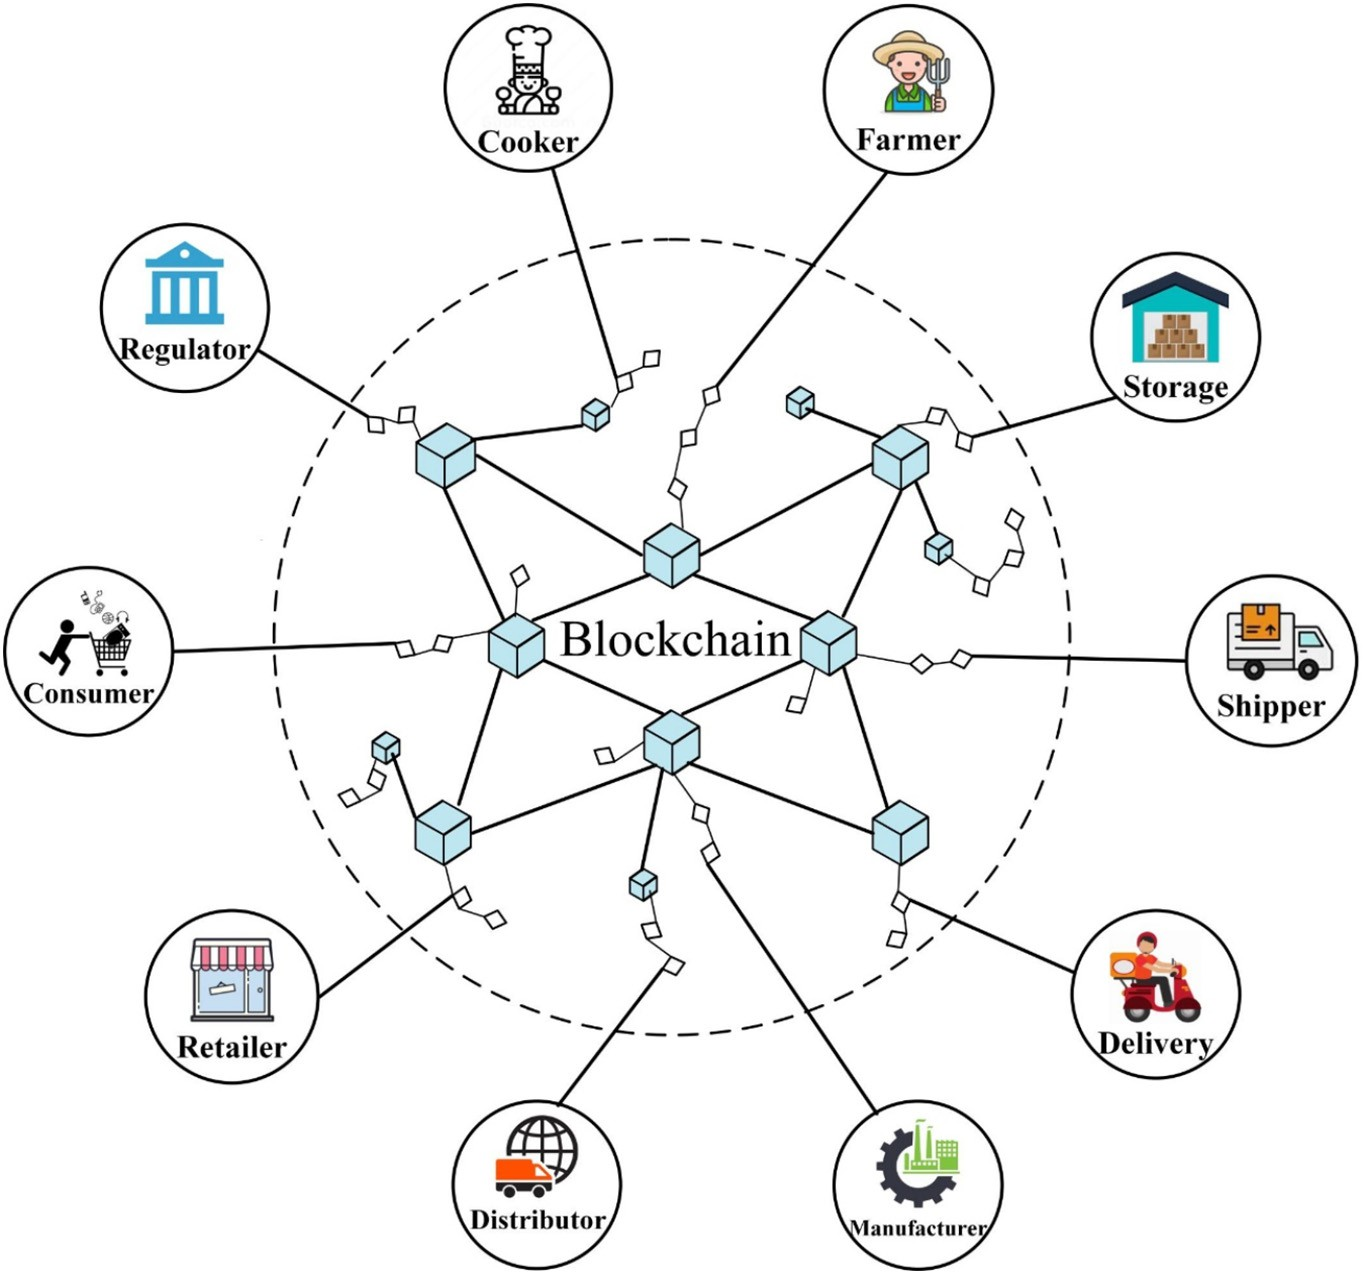 Cooker
Farmer
Regulator
Storage
Blockchain
Consumer
Shipper
Retailer
Delivery
Distributor
Manufacturer